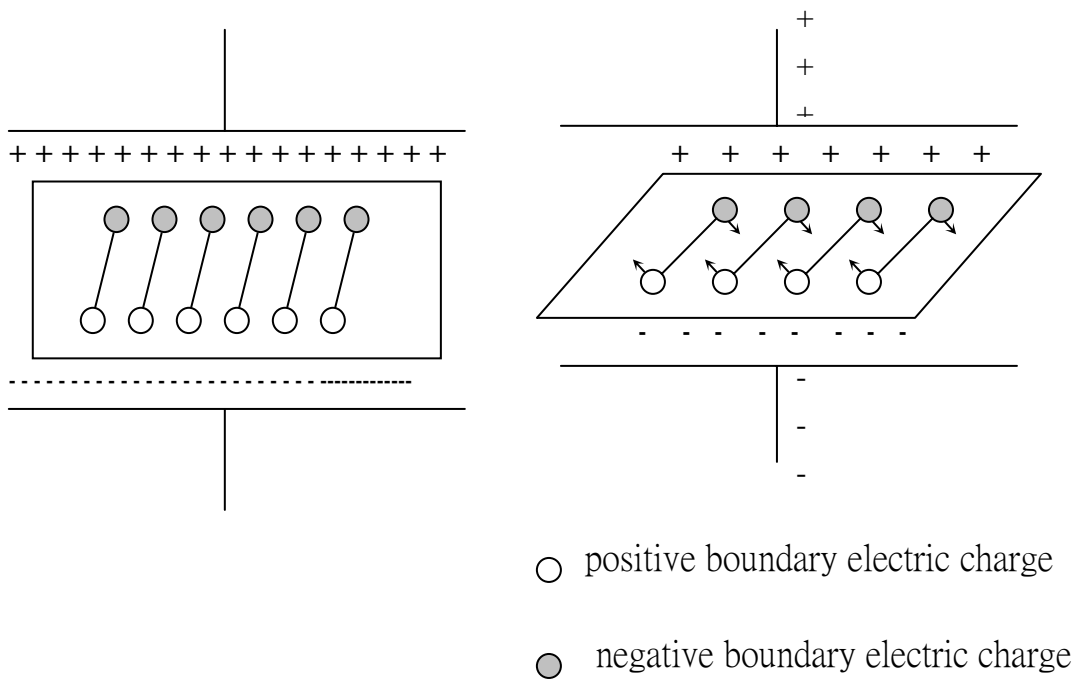 +
+
+
+ + + + + + + + + + + + + + + + +
+ + + + + + +
- - - - - - - -
- - - - - - - - - - - - - - - - - - - - - - - -------------
-
-
-
positive boundary electric charge
negative boundary electric charge